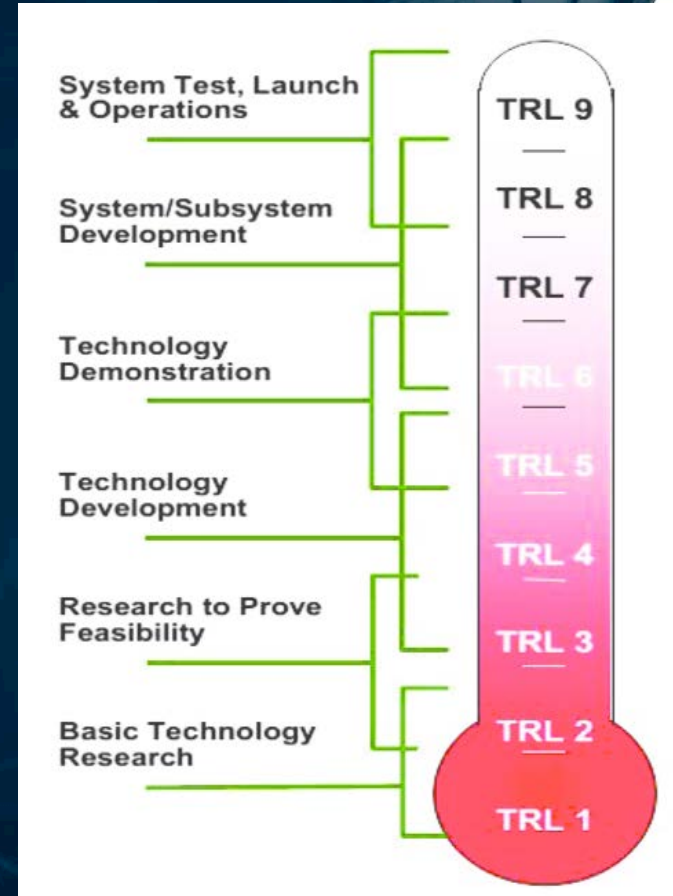 System Test, Launch
& Operations
System/Subsystem
Development
Technology
Demonstration
Technology
Development
Research to Prove
Feasibility
Basic Technology
Research
TRL 9
TRL 8
TRL 7
TRL 6
TRL 5
TRL 4
TRL 3
TRL 2
TRL 1